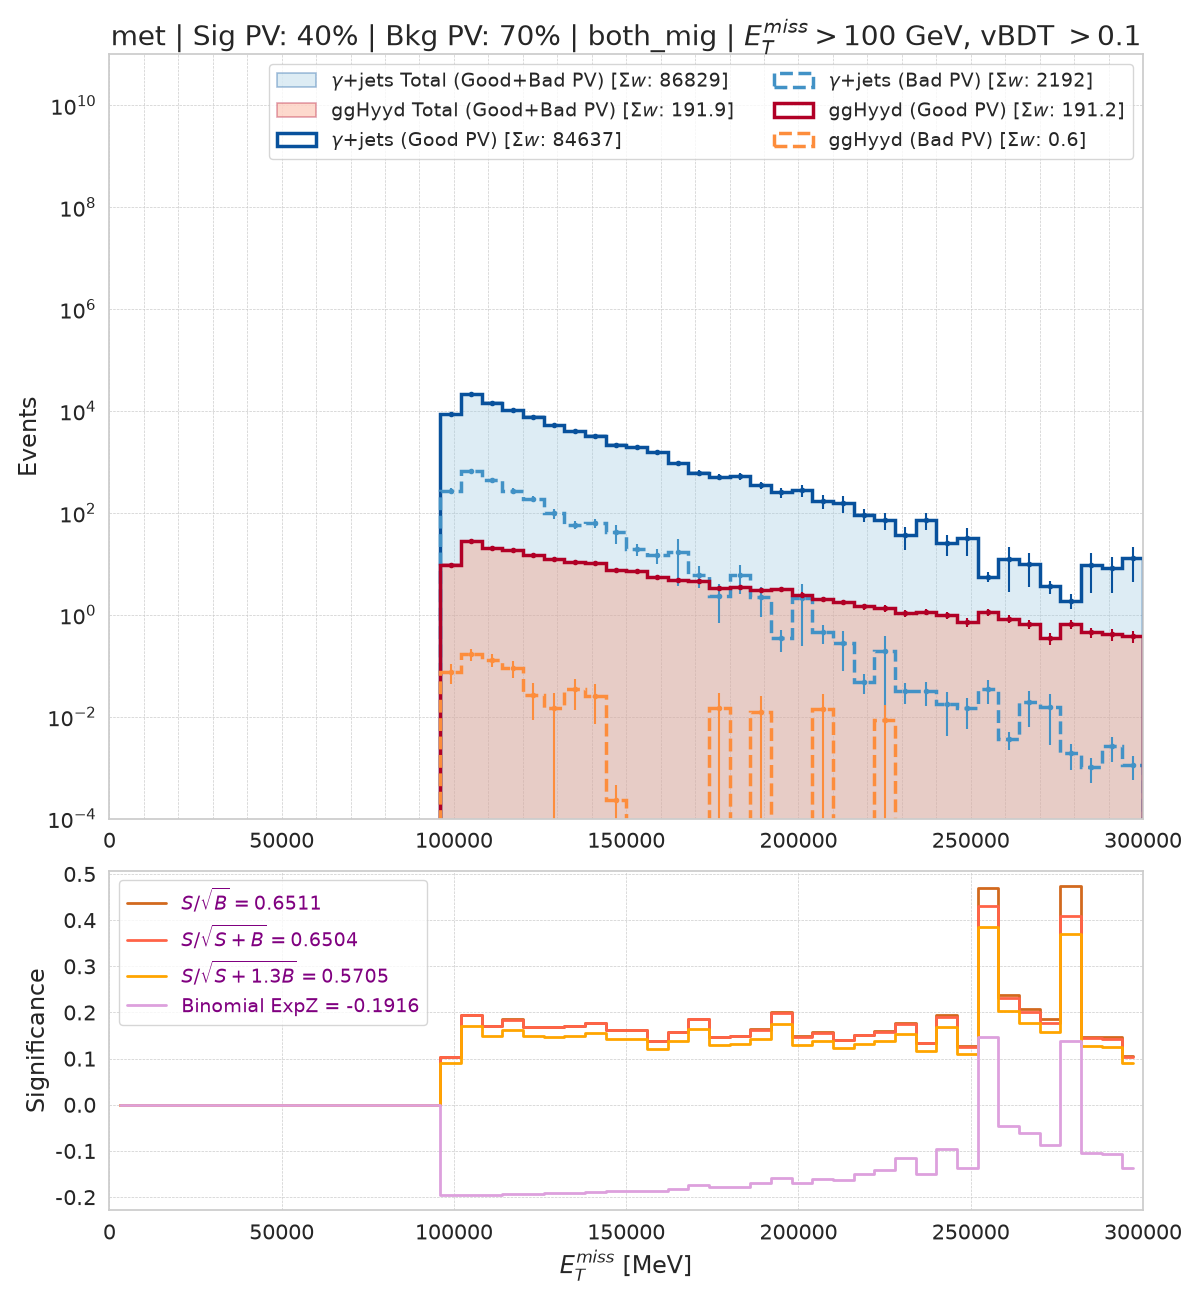 met | Sig PV: 40% | Bkg PV: 70% | both_mig | $E_T^{miss} > 100$ GeV, vBDT $> 0.1$
γ+jets Total (Good+Bad PV) [Σw: 86829]
ggHyyd Total (Good+Bad PV) [Σw: 191.9]
γ+jets (Good PV) [Σw: 84637]
γ+jets (Bad PV) [Σw: 2192]
ggHyyd (Good PV) [Σw: 191.2]
ggHyyd (Bad PV) [Σw: 0.6]
Events
$10^{10}$
$10^{8}$
$10^{6}$
$10^{4}$
$10^{2}$
$10^{0}$
$10^{-2}$
$10^{-4}$
0 50000 100000 150000 200000 250000 300000
$S/\sqrt{B} = 0.6511$
$S/\sqrt{S+B} = 0.6504$
$S/\sqrt{S+1.3B} = 0.5705$
Binomial ExpZ = -0.1916
Significance
0.5
0.4
0.3
0.2
0.1
0.0
-0.1
-0.2
0 50000 100000 150000 200000 250000 300000
$E_T^{miss}$ [MeV]